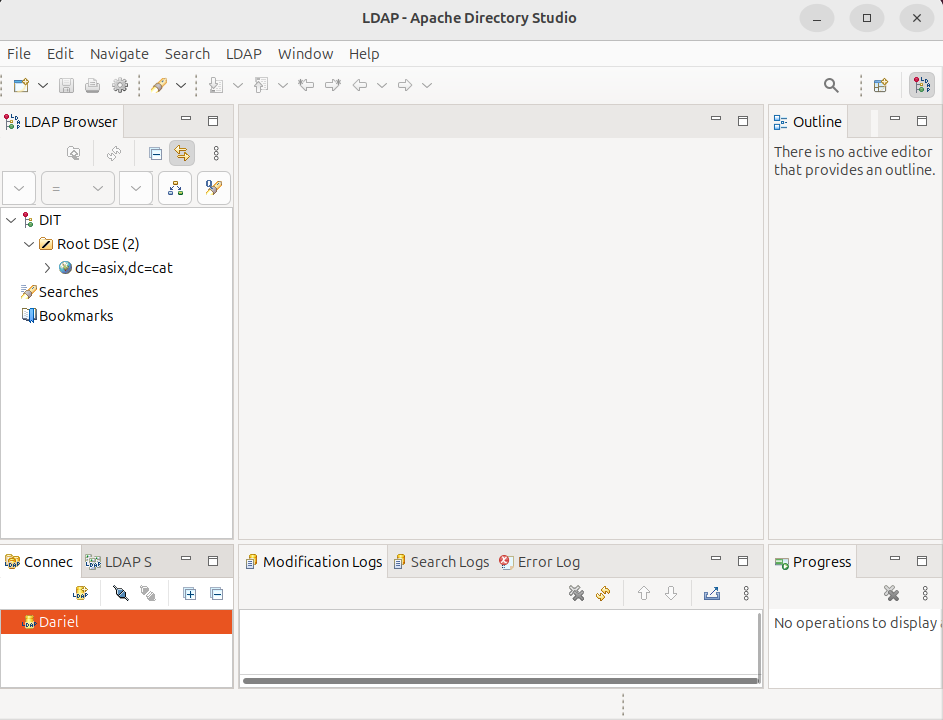 LDAP - Apache Directory Studio
File Edit Navigate Search LDAP Window Help
LDAP Browser
Outline
There is no active editor
that provides an outline.
=
DIT
Root DSE (2)
dc=asix,dc=cat
Searches
Bookmarks
Connec
LDAP S
Modification Logs
Search Logs
Error Log
Progress
LDAP
Dariel
No operations to display a